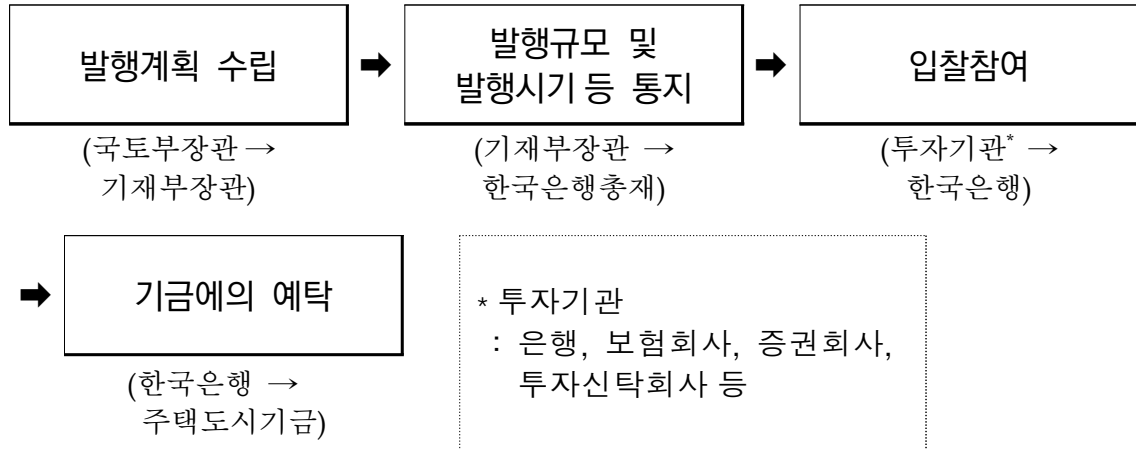 발행계획 수립
➡
발행규모 및
발행시기 등 통지
➡
입찰참여
(국토부장관 →
기재부장관)
(기재부장관 →
한국은행총재)
(투자기관* →
한국은행)
➡
기금에의 예탁
(한국은행 →
주택도시기금)
* 투자기관
: 은행, 보험회사, 증권회사,
투자신탁회사 등